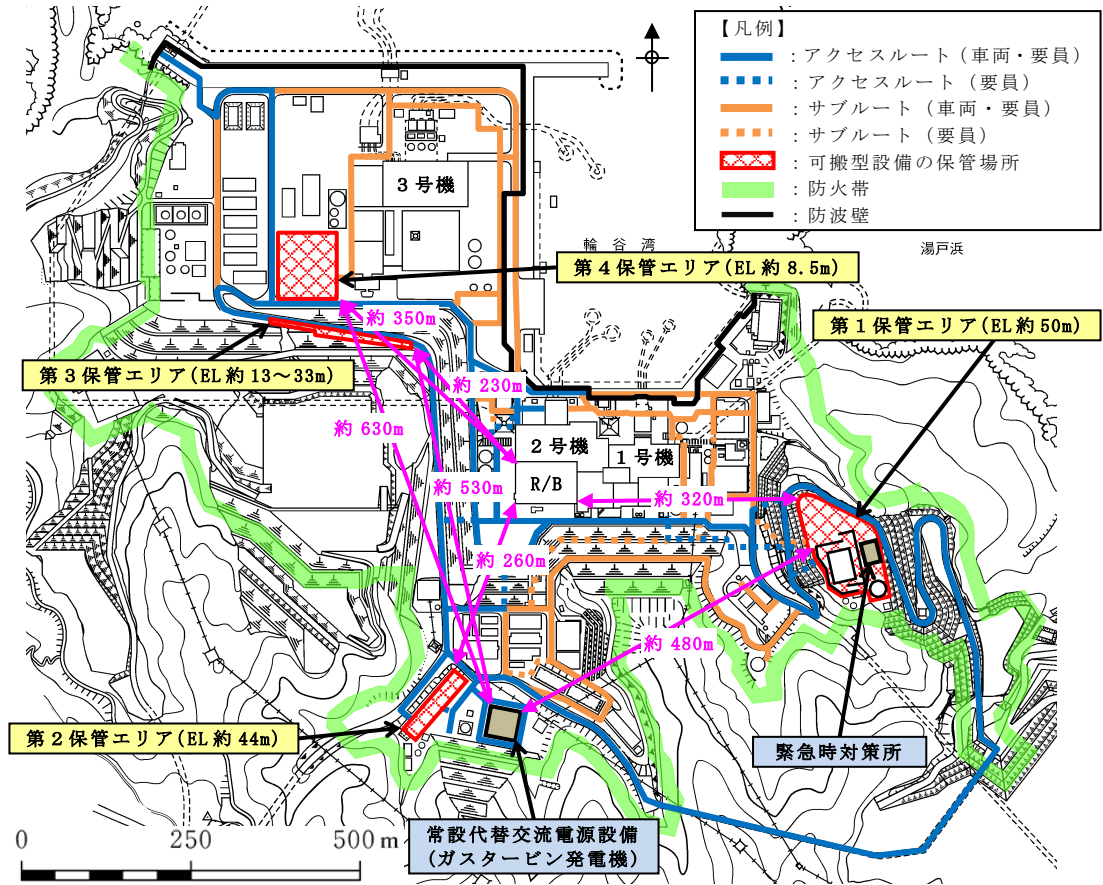 【凡例】
：アクセスルート（車両・要員）
：アクセスルート（要員）
：サブルート（車両・要員）
：サブルート（要員）
：可搬型設備の保管場所
：防火帯
：防波壁
3号機
輪谷湾
湯戸浜
第4保管エリア(EL約8.5m)
第1保管エリア(EL約50m)
約350m
第3保管エリア(EL約13～33m)
約230m
約630m
2号機
1号機
R/B
約530m
約320m
約260m
約480m
第2保管エリア(EL約44m)
緊急時対策所
常設代替交流電源設備
(ガスタービン発電機)
0 250 500m